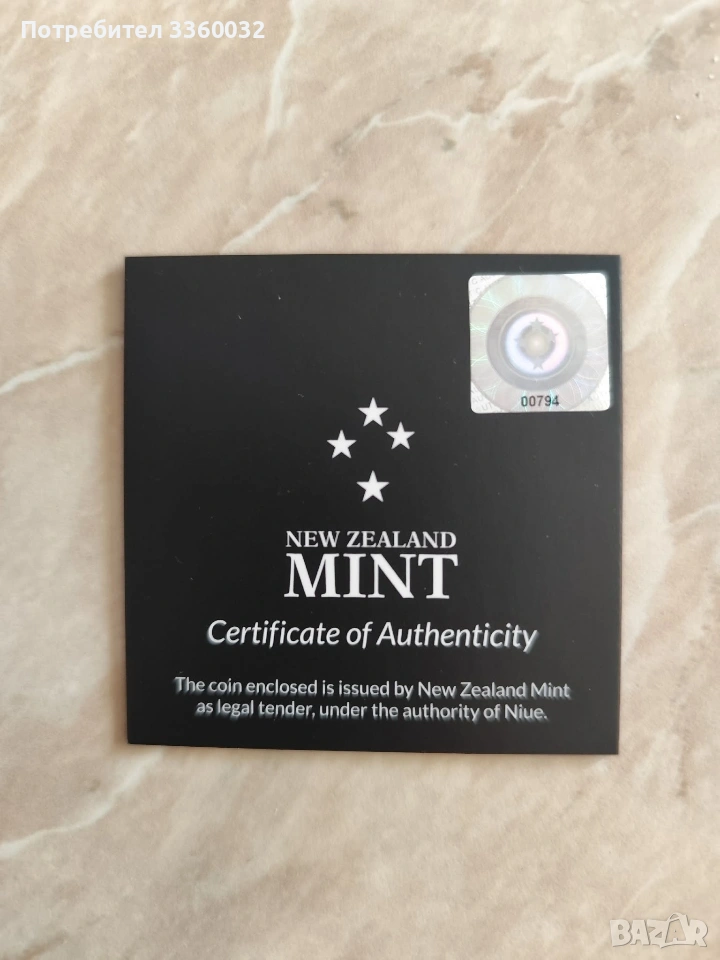 Потребител 3360032
00794
NEW ZEALAND
MINT
Certificate of Authenticity
The coin enclosed is issued by New Zealand Mint
as legal tender, under the authority of Niue.
BAZAR